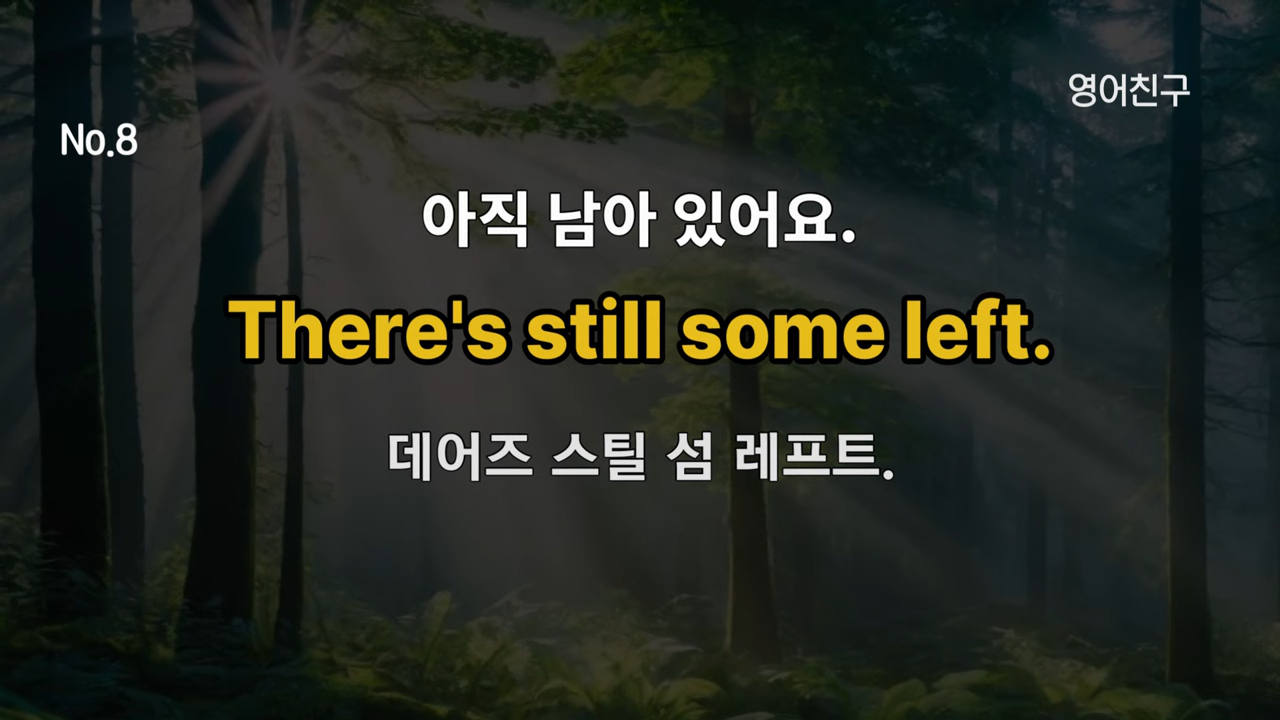 영어친구
No.8
아직 남아 있어요.
There's still some left.
데어즈 스틸 섬 레프트.